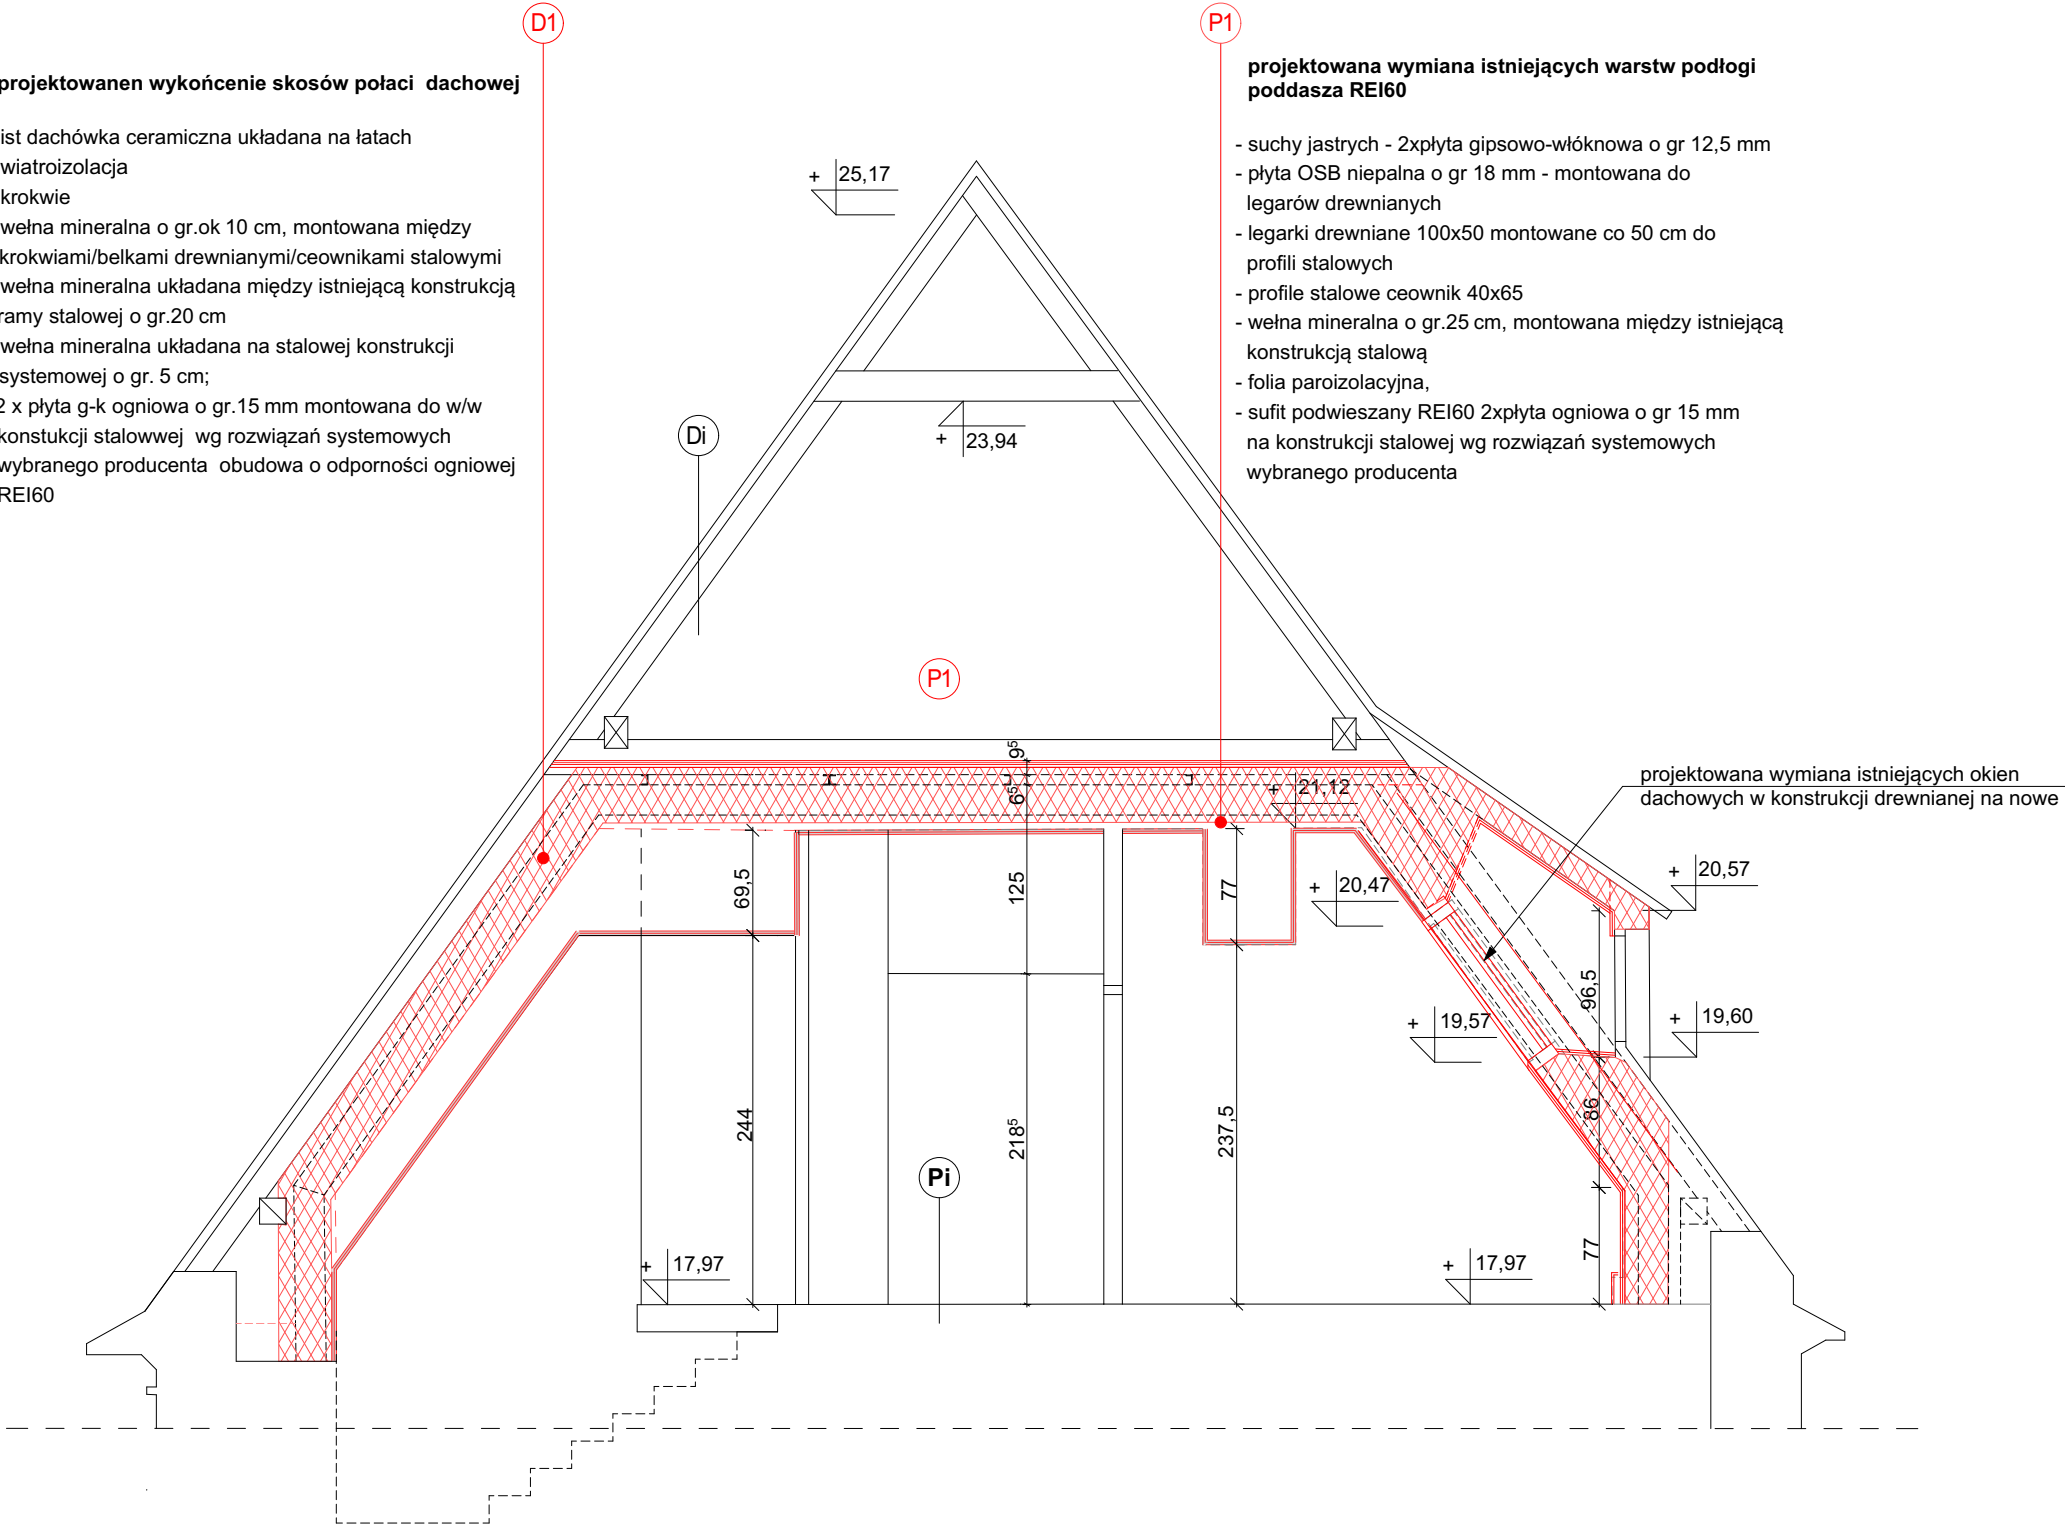 D1
P1
projektowanen wykońcenie skosów połaci dachowej
ist dachówka ceramiczna układana na łatach
wiatroizolacja
krokwie
wełna mineralna o gr.ok 10 cm, montowana między
krokwiami/belkami drewnianymi/ceownikami stalowymi
wełna mineralna układana między istniejącą konstrukcją
ramy stalowej o gr.20 cm
wełna mineralna układana na stalowej konstrukcji
systemowej o gr. 5 cm;
2 x płyta g-k ogniowa o gr.15 mm montowana do w/w
konstukcji stalowwej wg rozwiązań systemowych
wybranego producenta obudowa o odporności ogniowej
REI60
projektowana wymiana istniejących warstw podłogi
poddasza REI60
- suchy jastrych - 2xpłyta gipsowo-włóknowa o gr 12,5 mm
- płyta OSB niepalna o gr 18 mm - montowana do
legarów drewnianych
- legarki drewniane 100x50 montowane co 50 cm do
profili stalowych
- profile stalowe ceownik 40x65
- wełna mineralna o gr.25 cm, montowana między istniejącą
konstrukcją stalową
- folia paroizolacyjna,
- sufit podwieszany REI60 2xpłyta ogniowa o gr 15 mm
na konstrukcji stalowej wg rozwiązań systemowych
wybranego producenta
+ 25,17
+ 23,94
Di
P1
9⁵
6⁵
+ 21,12
projektowana wymiana istniejących okien
dachowych w konstrukcji drewnianej na nowe
69,5
125
77
+ 20,47
+ 20,57
96,5
+ 19,57
+ 19,60
244
218⁵
237,5
86
Pi
77
+ 17,97
+ 17,97